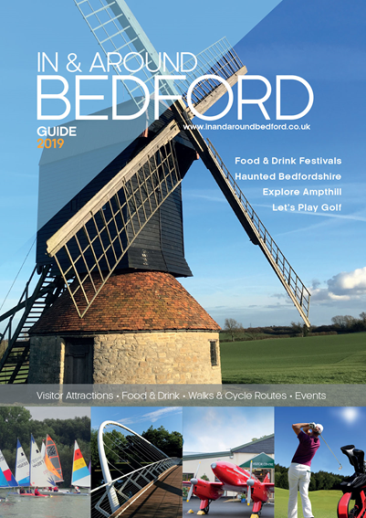 IN & AROUND
BEDFORD
GUIDE
www.inandaroundbedford.co.uk
2019
Food & Drink Festivals
Haunted Bedfordshire
Explore Ampthill
Let's Play Golf
Visitor Attractions • Food & Drink • Walks & Cycle Routes • Events